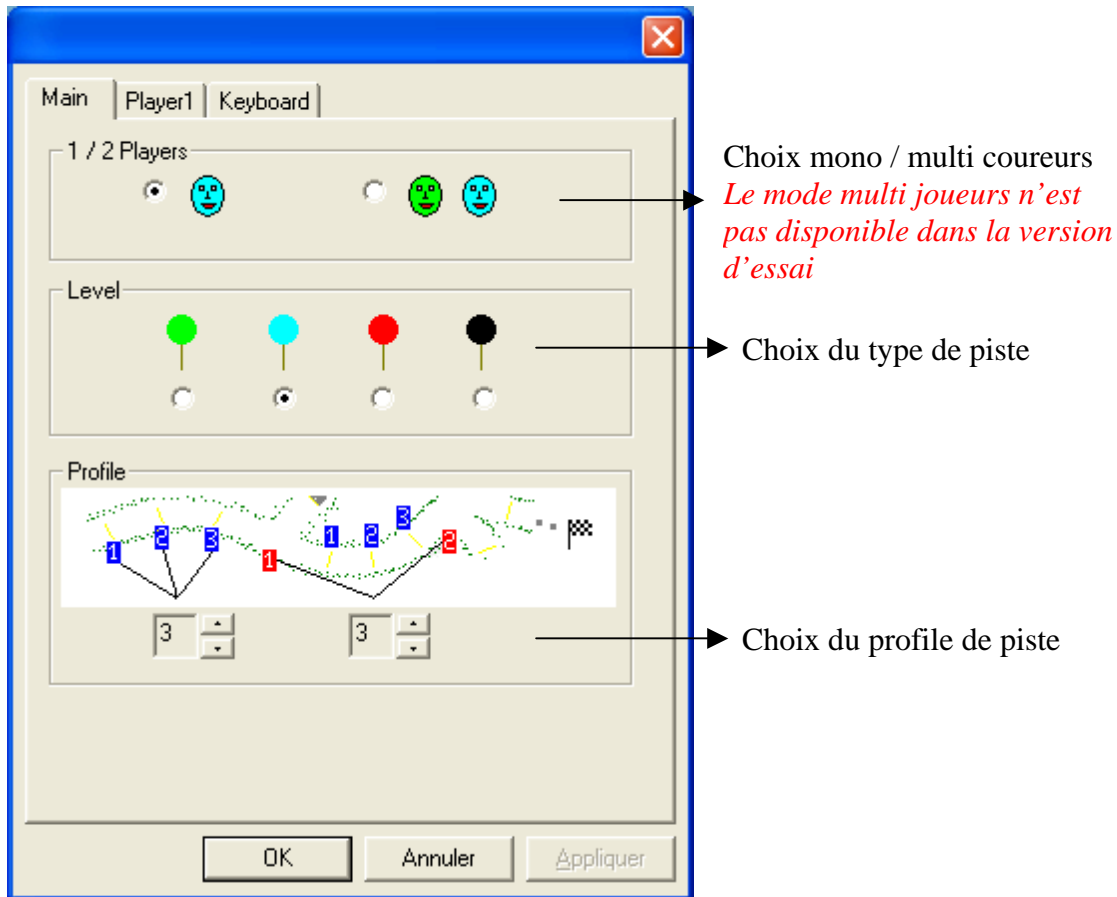 Main Player1 Keyboard
1 / 2 Players
Choix mono / multi coureurs
Le mode multi joueurs n’est
pas disponible dans la version
d’essai
Level
Choix du type de piste
Profile
1 2 3 1 1 2 3 2
3 3
Choix du profile de piste
OK Annuler Appliquer